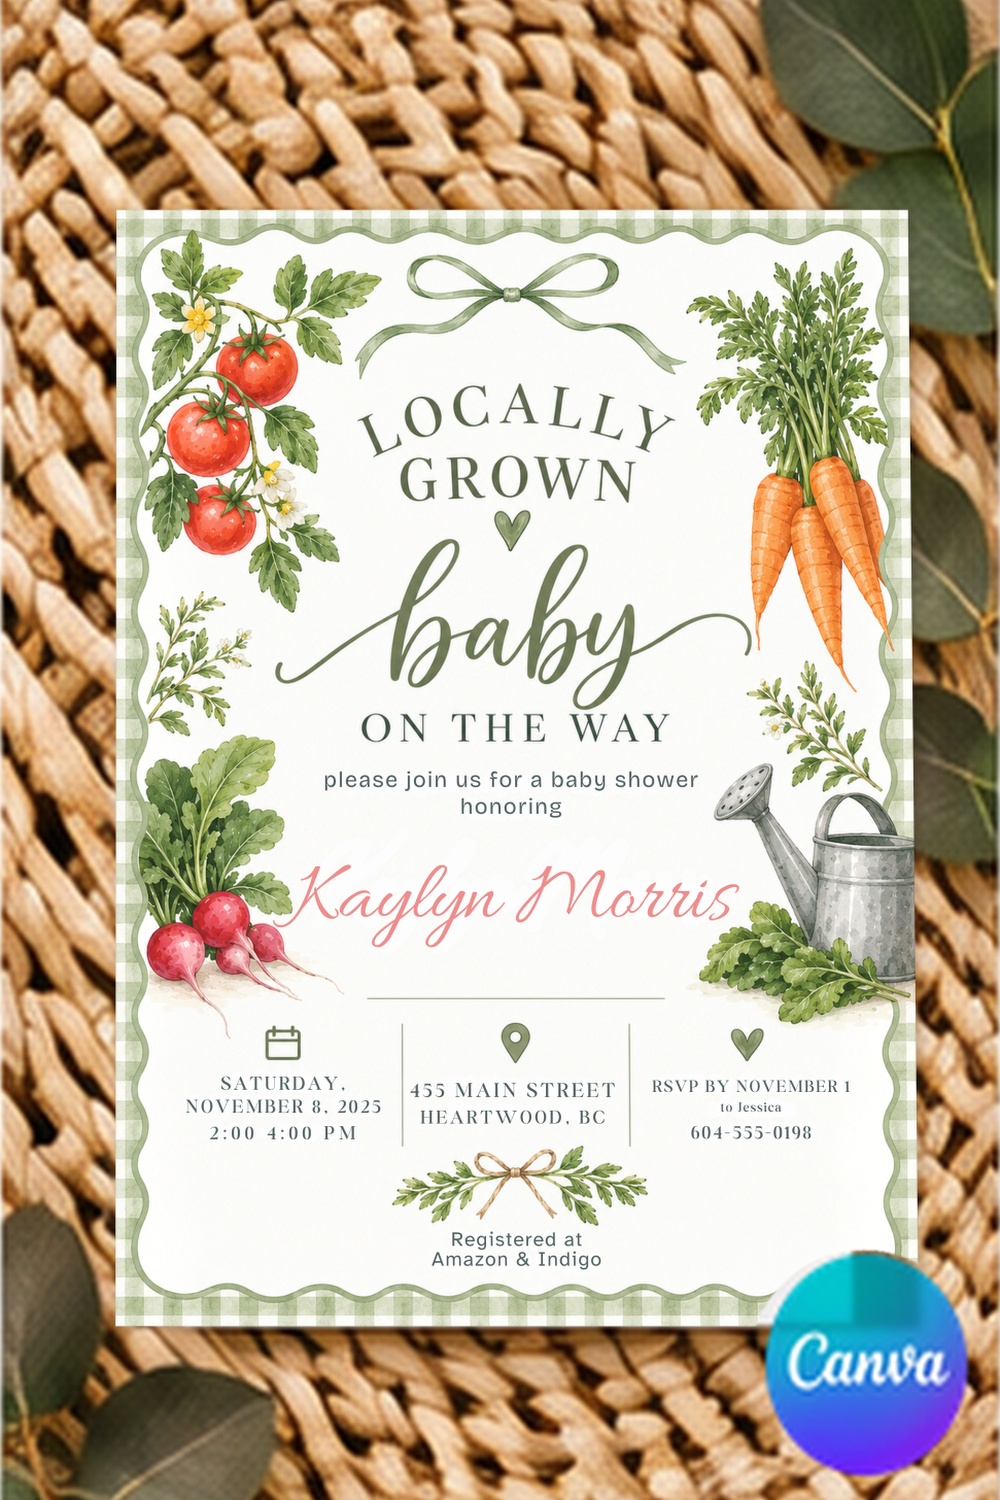 LOCALLY
GROWN
baby
ON THE WAY
please join us for a baby shower
honoring
Kaylyn Morris
SATURDAY,
NOVEMBER 8, 2025
2:00 4:00 PM
455 MAIN STREET
HEARTWOOD, BC
RSVP BY NOVEMBER 1
to Jessica
604-555-0198
Registered at
Amazon & Indigo
Canva